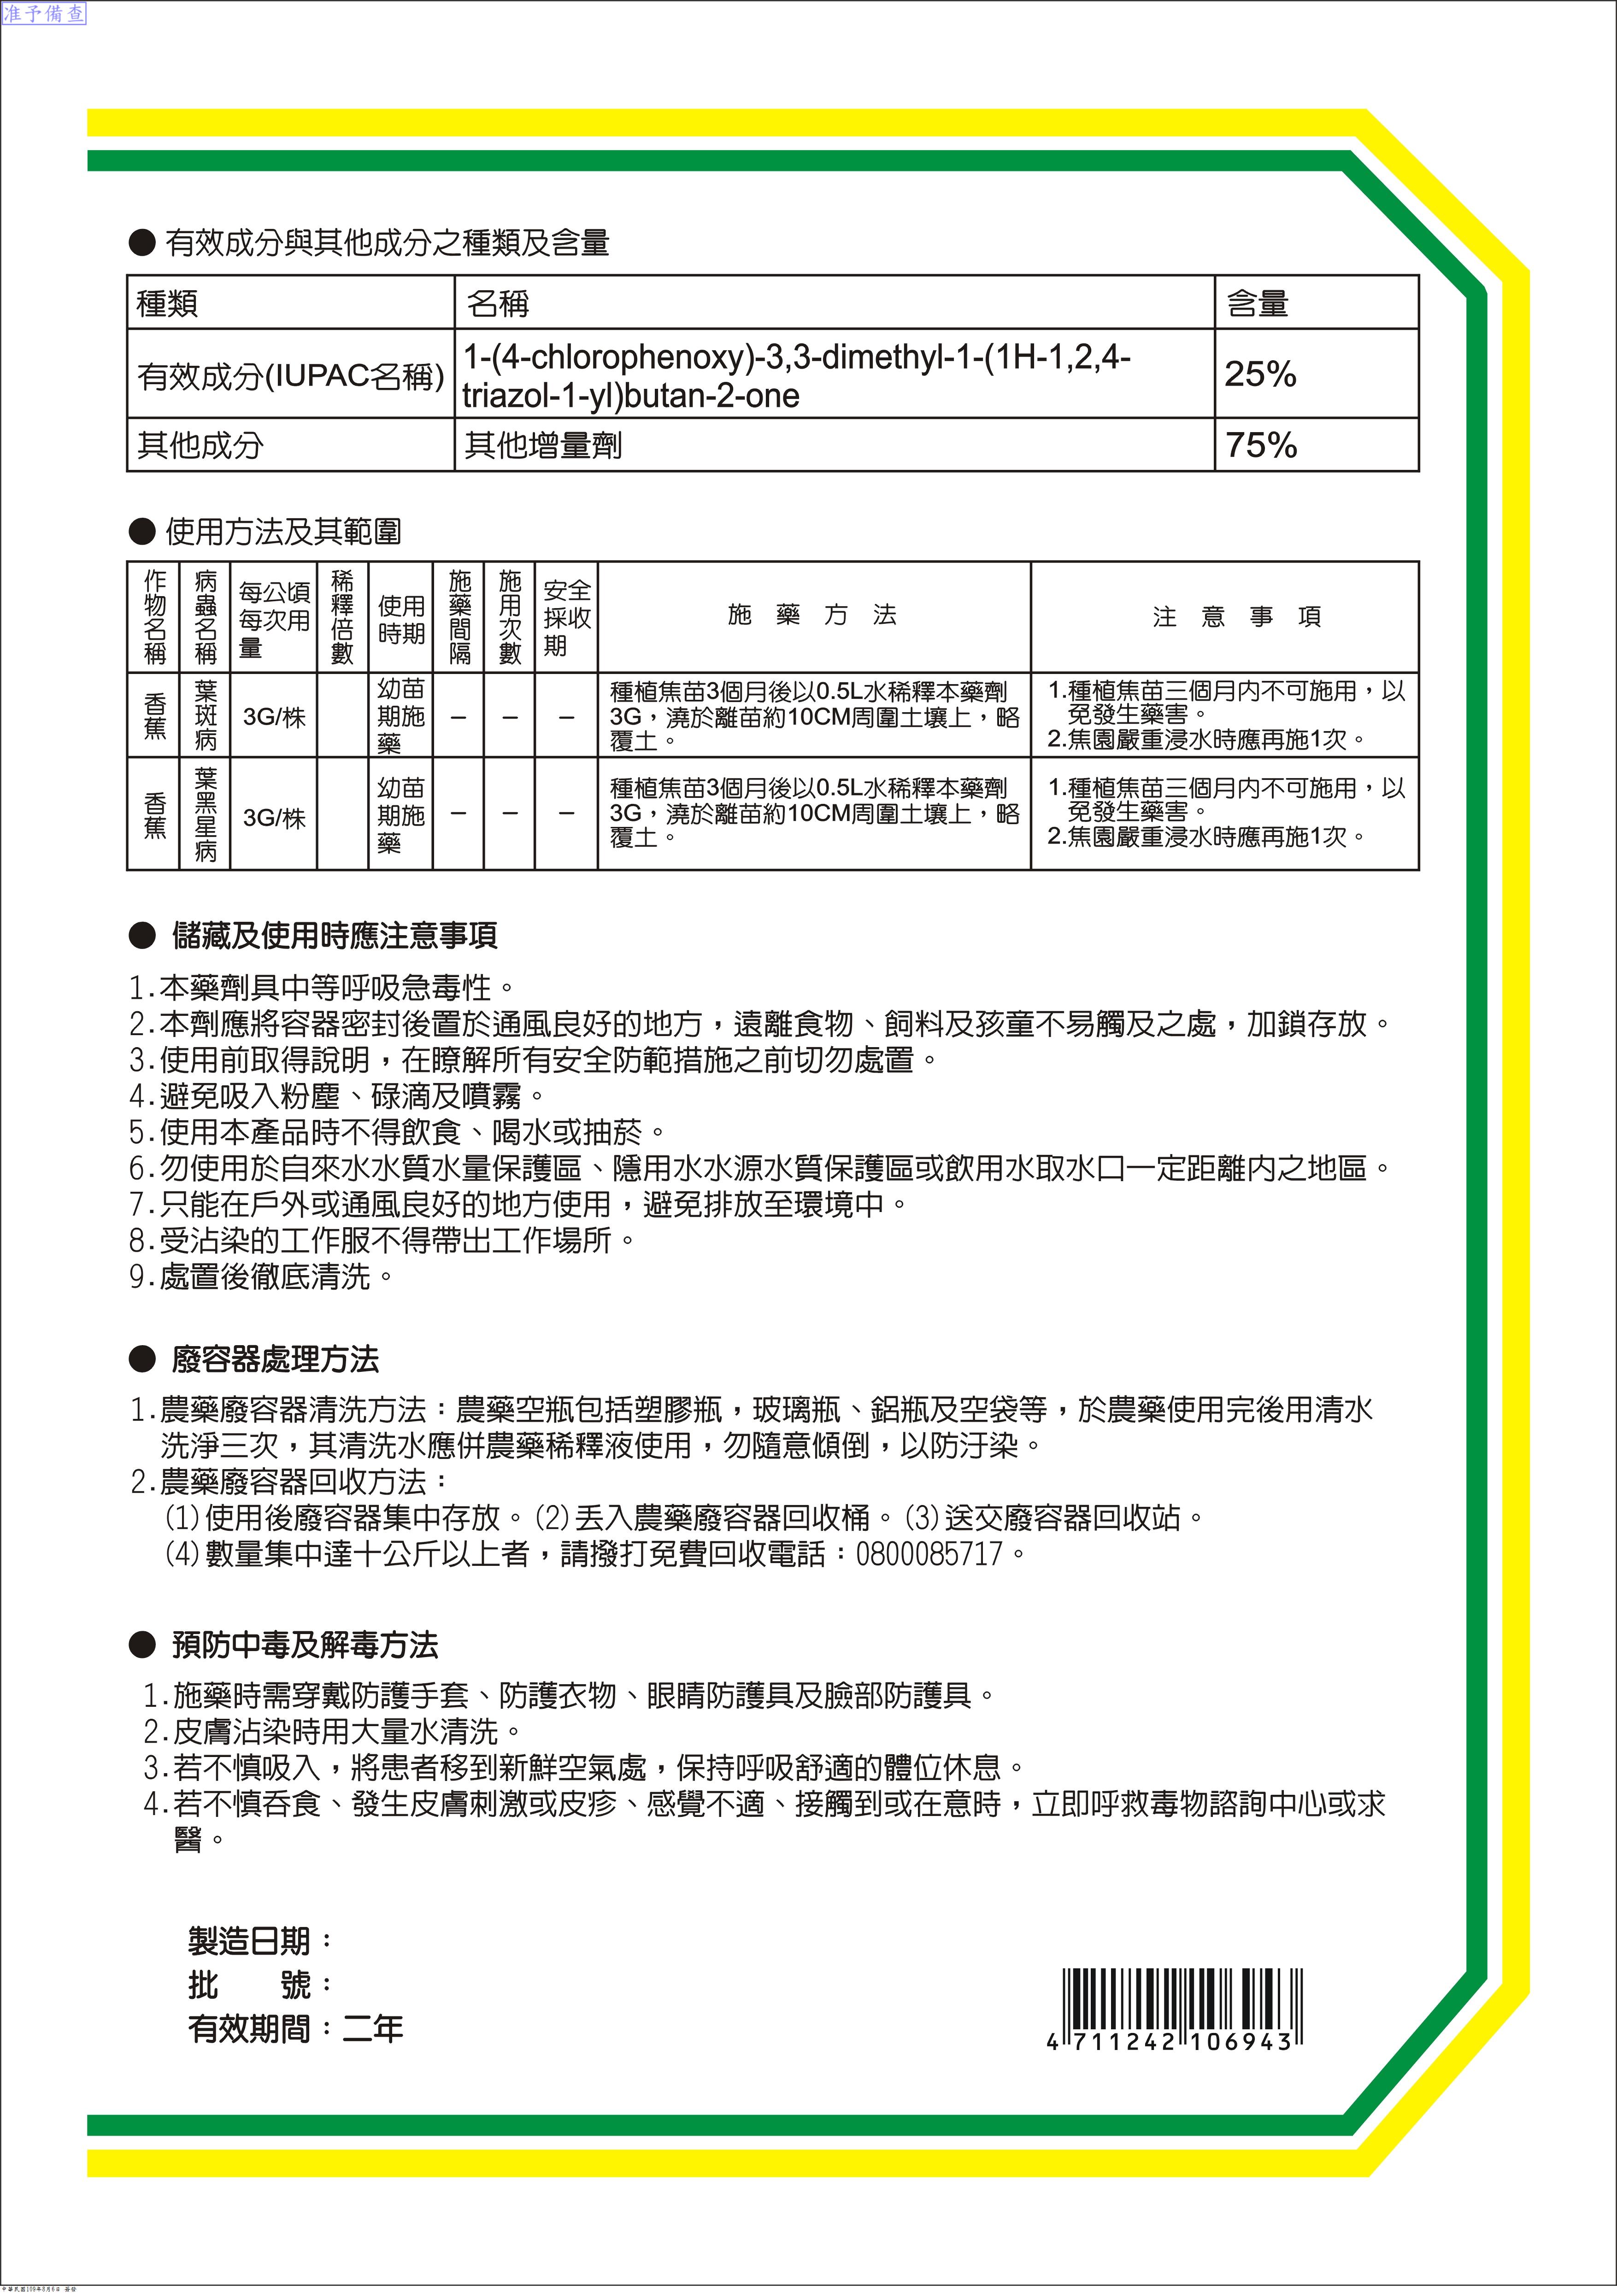 准予備查
● 有效成分與其他成分之種類及含量
種類 名稱 含量
有效成分(IUPAC名稱) 1-(4-chlorophenoxy)-3,3-dimethyl-1-(1H-1,2,4-
triazol-1-yl)butan-2-one 25%
其他成分 其他增量劑 75%
● 使用方法及其範圍
作物名稱 病蟲名稱 每公頃每次用量 稀釋倍數 使用時期 施藥間隔 施用次數 安全採收期 施藥方法 注意事項
香蕉 葉斑病 3G/株 幼苗期施藥 – – – 種植焦苗3個月後以0.5L水稀釋本藥劑
3G，澆於離苗約10CM周圍土壤上，略
覆土。
1.種植焦苗三個月內不可施用，以
免發生藥害。
2.焦園嚴重浸水時應再施1次。
香蕉 葉黑星病 3G/株 幼苗期施藥 – – – 種植焦苗3個月後以0.5L水稀釋本藥劑
3G，澆於離苗約10CM周圍土壤上，略
覆土。
1.種植焦苗三個月內不可施用，以
免發生藥害。
2.焦園嚴重浸水時應再施1次。
● 儲藏及使用時應注意事項
1.本藥劑具中等呼吸急毒性。
2.本劑應將容器密封後置於通風良好的地方，遠離食物、飼料及孩童不易觸及之處，加鎖存放。
3.使用前取得說明，在瞭解所有安全防範措施之前切勿處置。
4.避免吸入粉塵、碌滴及噴霧。
5.使用本產品時不得飲食、喝水或抽菸。
6.勿使用於自來水水質水量保護區、隱用水水源水質保護區或飲用水取水口一定距離內之地區。
7.只能在戶外或通風良好的地方使用，避免排放至環境中。
8.受沾染的工作服不得帶出工作場所。
9.處置後徹底清洗。
● 廢容器處理方法
1.農藥廢容器清洗方法：農藥空瓶包括塑膠瓶，玻璃瓶、鋁瓶及空袋等，於農藥使用完後用清水
洗淨三次，其清洗水應併農藥稀釋液使用，勿隨意傾倒，以防汙染。
2.農藥廢容器回收方法：
(1)使用後廢容器集中存放。(2)丟入農藥廢容器回收桶。(3)送交廢容器回收站。
(4)數量集中達十公斤以上者，請撥打免費回收電話：0800085717。
● 預防中毒及解毒方法
1.施藥時需穿戴防護手套、防護衣物、眼睛防護具及臉部防護具。
2.皮膚沾染時用大量水清洗。
3.若不慎吸入，將患者移到新鮮空氣處，保持呼吸舒適的體位休息。
4.若不慎吞食、發生皮膚刺激或皮疹、感覺不適、接觸到或在意時，立即呼救毒物諮詢中心或求
醫。
製造日期：
批　　號：
有效期間：二年
4 711242 106943
中華民國109年8月6日 簽發